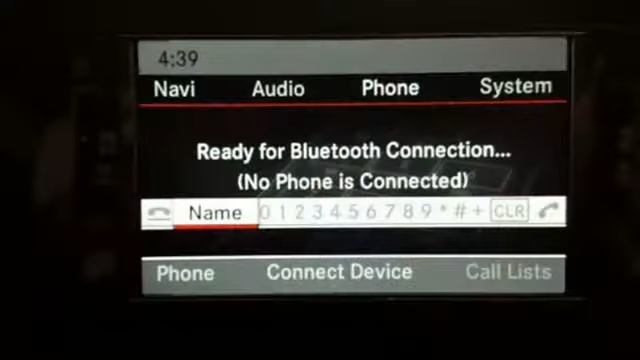 4:39
Navi Audio Phone System
Ready for Bluetooth Connection...
(No Phone is Connected)
Name 0 1 2 3 4 5 6 7 8 9 * # + CLR
Phone Connect Device Call Lists